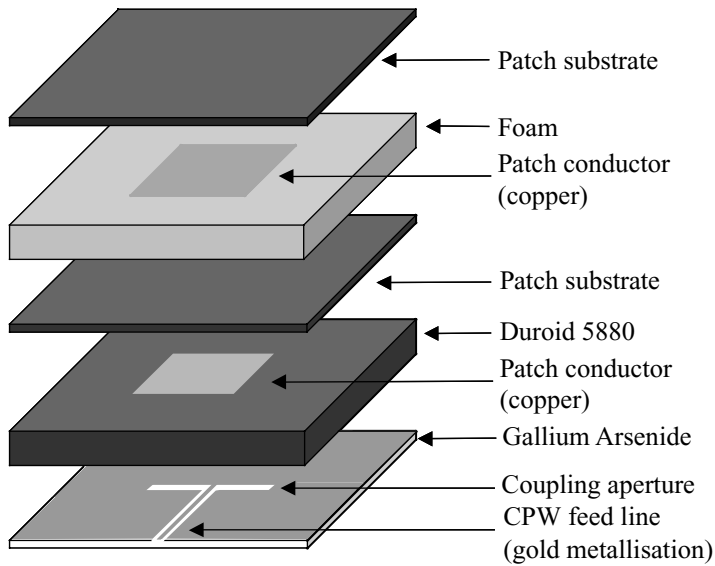 Patch substrate
Foam
Patch conductor
(copper)
Patch substrate
Duroid 5880
Patch conductor
(copper)
Gallium Arsenide
Coupling aperture
CPW feed line
(gold metallisation)